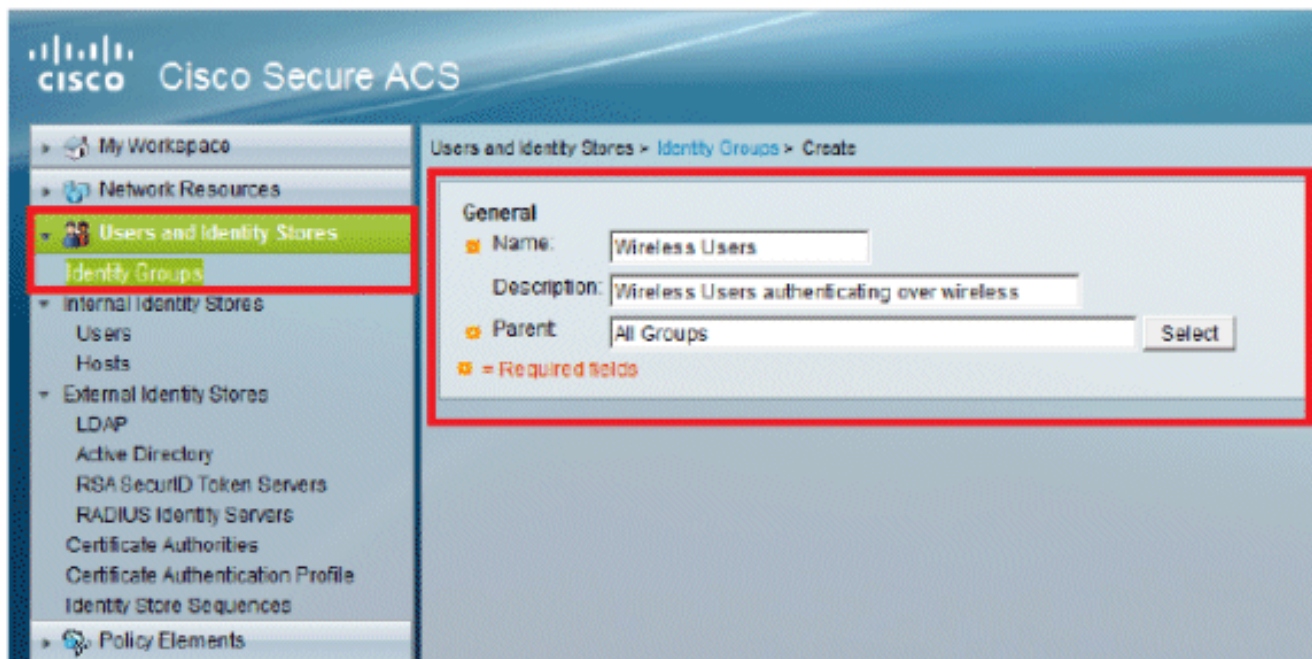 CISCO Cisco Secure ACS
My Workspace
Network Resources
Users and Identity Stores
Identity Groups
Internal Identity Stores
Users
Hosts
External Identity Stores
LDAP
Active Directory
RSA SecurID Token Servers
RADIUS Identity Servers
Certificate Authorities
Certificate Authentication Profile
Identity Store Sequences
Policy Elements
Users and Identity Stores > Identity Groups > Create
General
Name: Wireless Users
Description: Wireless Users authenticating over wireless
Parent: All Groups Select
= Required fields